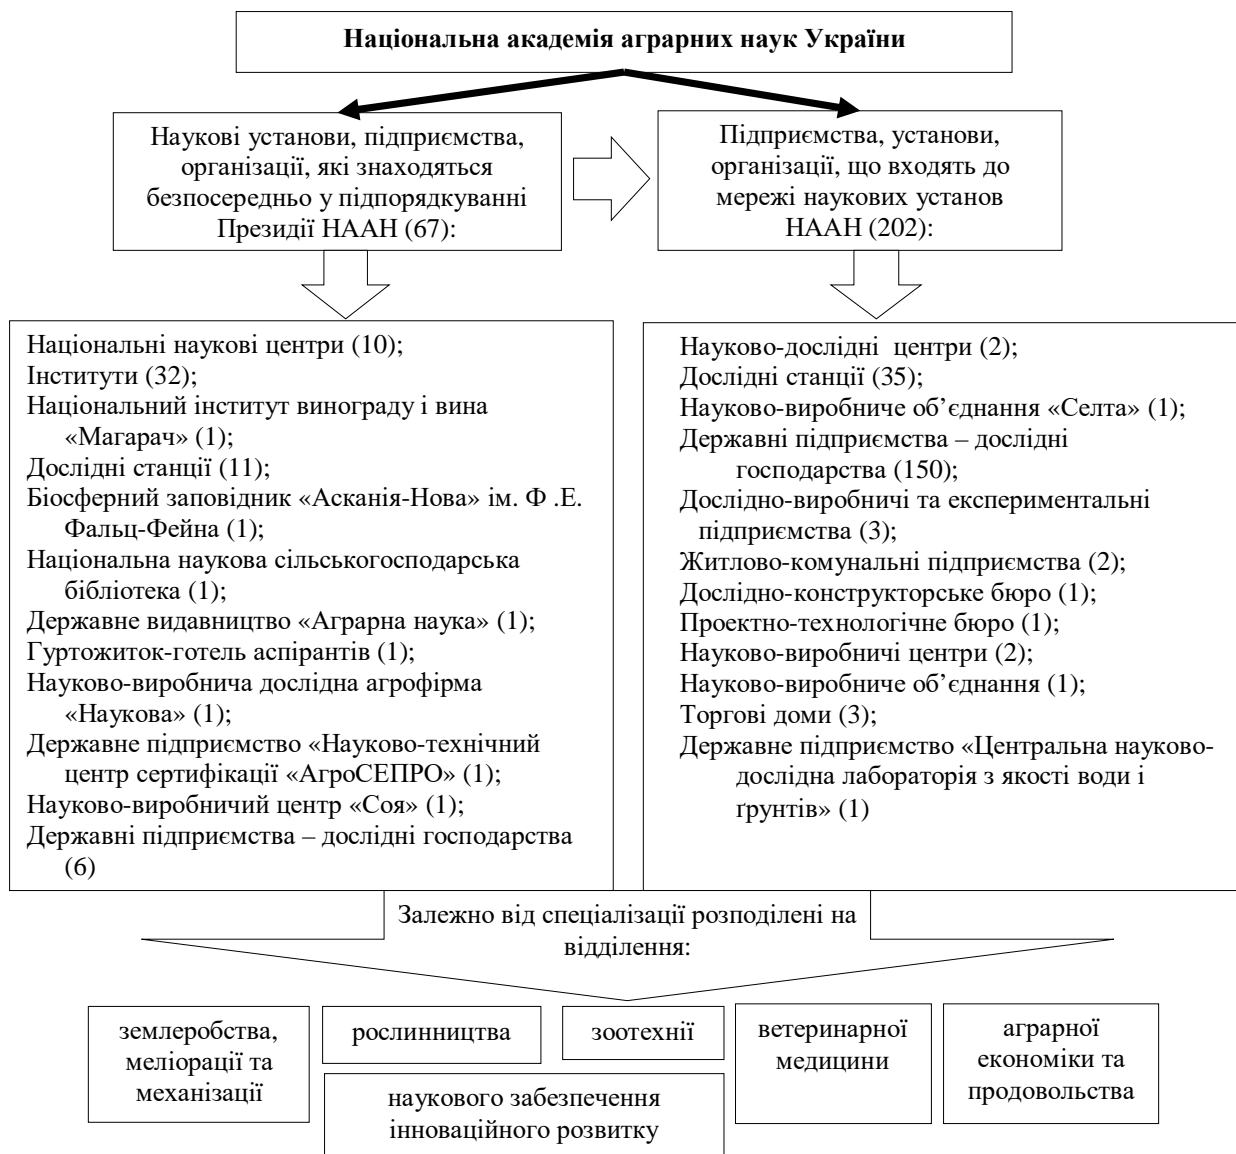 Національна академія аграрних наук України
Наукові установи, підприємства,
організації, які знаходяться
безпосередньо у підпорядкуванні
Президії НААН (67):
Підприємства, установи,
організації, що входять до
мережі наукових установ
НААН (202):
Національні наукові центри (10);
Інститути (32);
Національний інститут винограду і вина
«Магарач» (1);
Дослідні станції (11);
Біосферний заповідник «Асканія-Нова» ім. Ф .Е.
Фальц-Фейна (1);
Національна наукова сільськогосподарська
бібліотека (1);
Державне видавництво «Аграрна наука» (1);
Гуртожиток-готель аспірантів (1);
Науково-виробнича дослідна агрофірма
«Наукова» (1);
Державне підприємство «Науково-технічний
центр сертифікації «АгроСЕПРО» (1);
Науково-виробничий центр «Соя» (1);
Державні підприємства – дослідні господарства
(6)
Науково-дослідні центри (2);
Дослідні станції (35);
Науково-виробниче об’єднання «Селта» (1);
Державні підприємства – дослідні
господарства (150);
Дослідно-виробничі та експериментальні
підприємства (3);
Житлово-комунальні підприємства (2);
Дослідно-конструкторське бюро (1);
Проектно-технологічне бюро (1);
Науково-виробничі центри (2);
Науково-виробниче об’єднання (1);
Торгові доми (3);
Державне підприємство «Центральна науково-
дослідна лабораторія з якості води і
ґрунтів» (1)
Залежно від спеціалізації розподілені на
відділення:
землеробства,
меліорації та
механізації
рослинництва
зоотехнії
ветеринарної
медицини
аграрної
економіки та
продовольства
наукового забезпечення
інноваційного розвитку